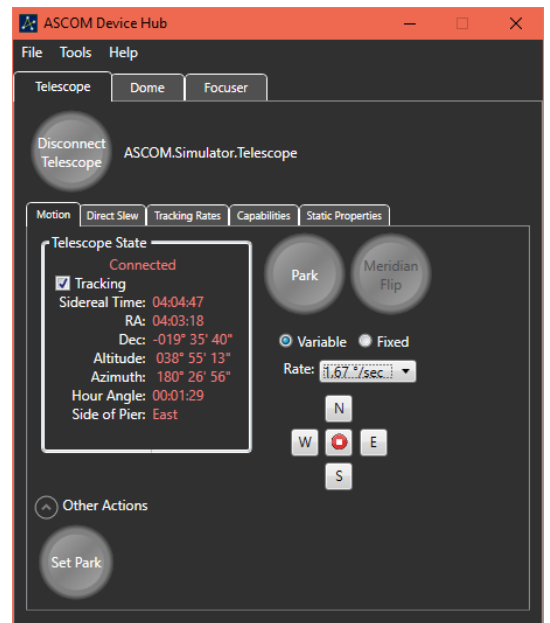 ASCOM Device Hub
File Tools Help
Telescope Dome Focuser
Disconnect
Telescope
ASCOM.Simulator.Telescope
Motion Direct Slew Tracking Rates Capabilities Static Properties
Telescope State
Connected
Tracking
Sidereal Time: 04:04:47
RA: 04:03:18
Dec: -019° 35' 40"
Altitude: 038° 55' 13"
Azimuth: 180° 26' 56"
Hour Angle: 00:01:29
Side of Pier: East
Park
Meridian
Flip
Variable Fixed
Rate: 1.67 °/sec
N
W E
S
Other Actions
Set Park